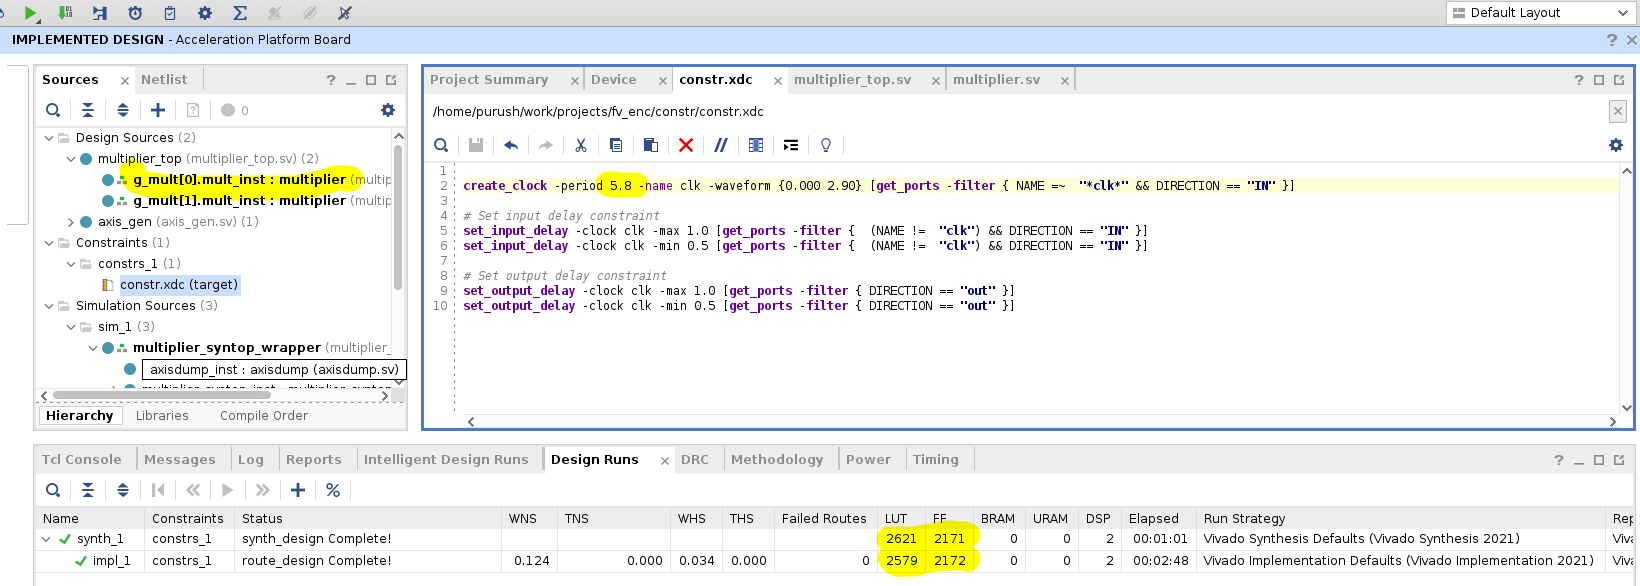 Default Layout
IMPLEMENTED DESIGN - Acceleration Platform Board
Sources
Netlist
0
Design Sources (2)
multiplier_top (multiplier_top.sv) (2)
g_mult[0].mult_inst : multiplier (multip
g_mult[1].mult_inst : multiplier (multip
axis_gen (axis_gen.sv) (1)
Constraints (1)
constrs_1 (1)
constr.xdc (target)
Simulation Sources (3)
sim_1 (3)
multiplier_syntop_wrapper (multiplier_
axisdump_inst : axisdump (axisdump.sv)
Hierarchy Libraries Compile Order
Project Summary Device constr.xdc multiplier_top.sv multiplier.sv
/home/purush/work/projects/fv_enc/constr/constr.xdc
1
2 create_clock -period 5.8 -name clk -waveform {0.000 2.90} [get_ports -filter { NAME =~ "*clk*" && DIRECTION == "IN" }]
3
4 # Set input delay constraint
5 set_input_delay -clock clk -max 1.0 [get_ports -filter { (NAME != "clk") && DIRECTION == "IN" }]
6 set_input_delay -clock clk -min 0.5 [get_ports -filter { (NAME != "clk") && DIRECTION == "IN" }]
7
8 # Set output delay constraint
9 set_output_delay -clock clk -max 1.0 [get_ports -filter { DIRECTION == "out" }]
10 set_output_delay -clock clk -min 0.5 [get_ports -filter { DIRECTION == "out" }]
Tcl Console Messages Log Reports Intelligent Design Runs Design Runs DRC Methodology Power Timing
Name Constraints Status WNS TNS WHS THS Failed Routes LUT FF BRAM URAM DSP Elapsed Run Strategy Rep
synth_1 constrs_1 synth_design Complete! 2621 2171 0 0 2 00:01:01 Vivado Synthesis Defaults (Vivado Synthesis 2021) Viva
impl_1 constrs_1 route_design Complete! 0.124 0.000 0.034 0.000 0 2579 2172 0 0 2 00:02:48 Vivado Implementation Defaults (Vivado Implementation 2021) Viva